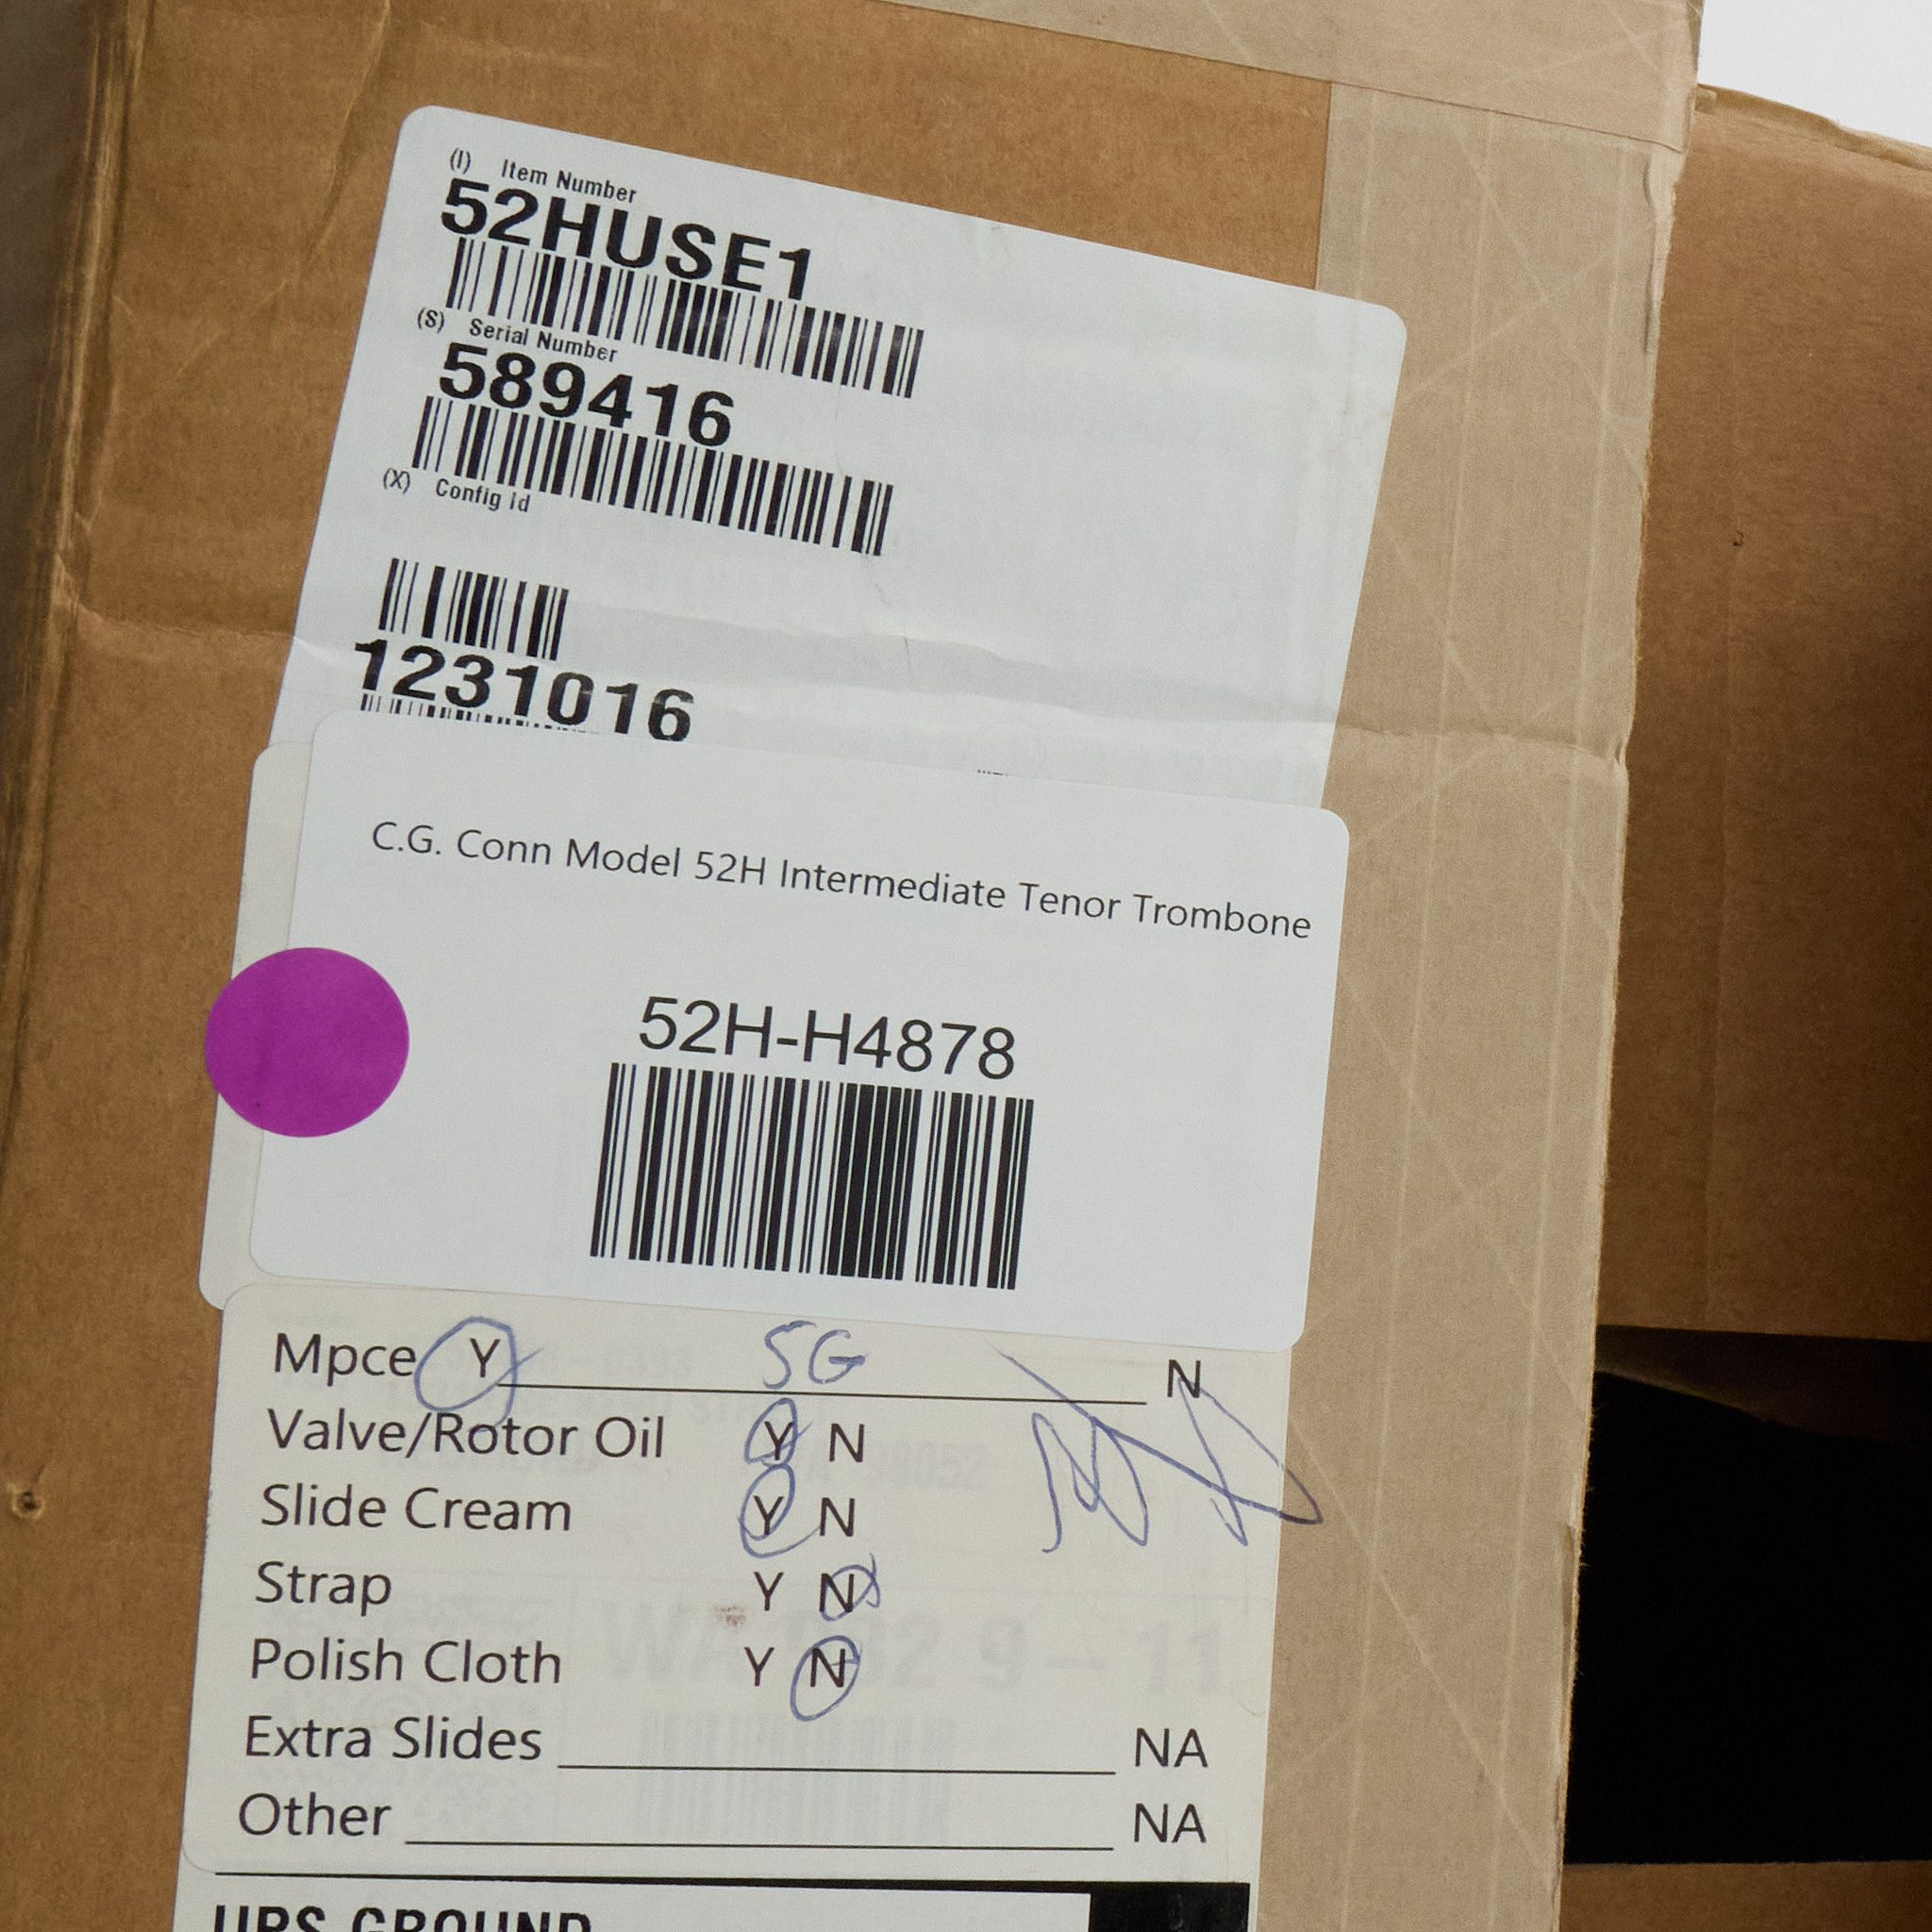 (I) Item Number
52HUSE1
(S) Serial Number
589416
(X) Config Id
1231016
C.G. Conn Model 52H Intermediate Tenor Trombone
52H-H4878
Mpce Y 5G N
Valve/Rotor Oil Y N
Slide Cream Y N
Strap Y N
Polish Cloth Y N
Extra Slides NA
Other NA
UPS GROUND